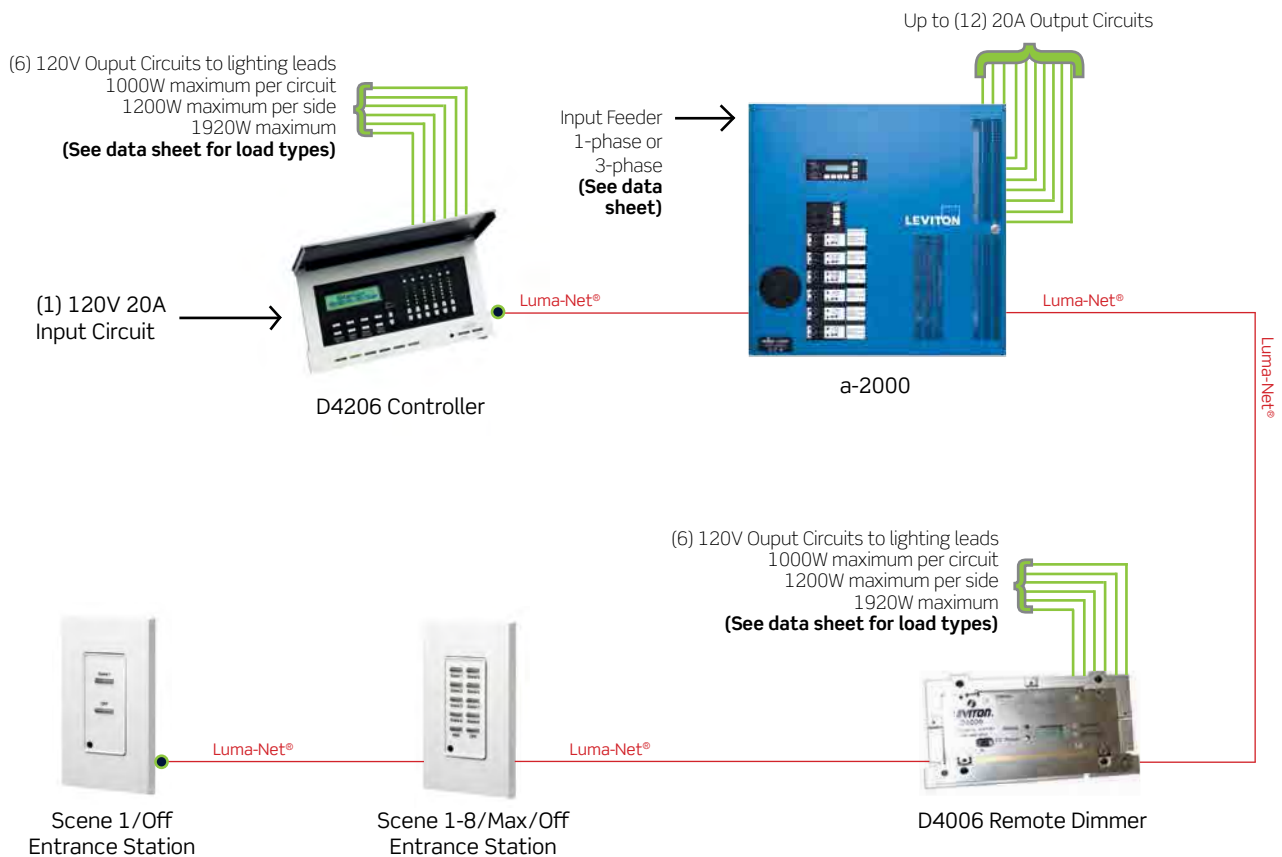 Up to (12) 20A Output Circuits
(6) 120V Ouput Circuits to lighting leads
1000W maximum per circuit
1200W maximum per side
1920W maximum
(See data sheet for load types)
Input Feeder
1-phase or
3-phase
(See data
sheet)
LEVITON
(1) 120V 20A
Input Circuit
Luma-Net®
Luma-Net®
Luma-Net®
D4206 Controller
a-2000
(6) 120V Ouput Circuits to lighting leads
1000W maximum per circuit
1200W maximum per side
1920W maximum
(See data sheet for load types)
LEVITON.
D4006
OFF
Luma-Net®
Luma-Net®
Scene 1/Off
Entrance Station
Scene 1-8/Max/Off
Entrance Station
D4006 Remote Dimmer